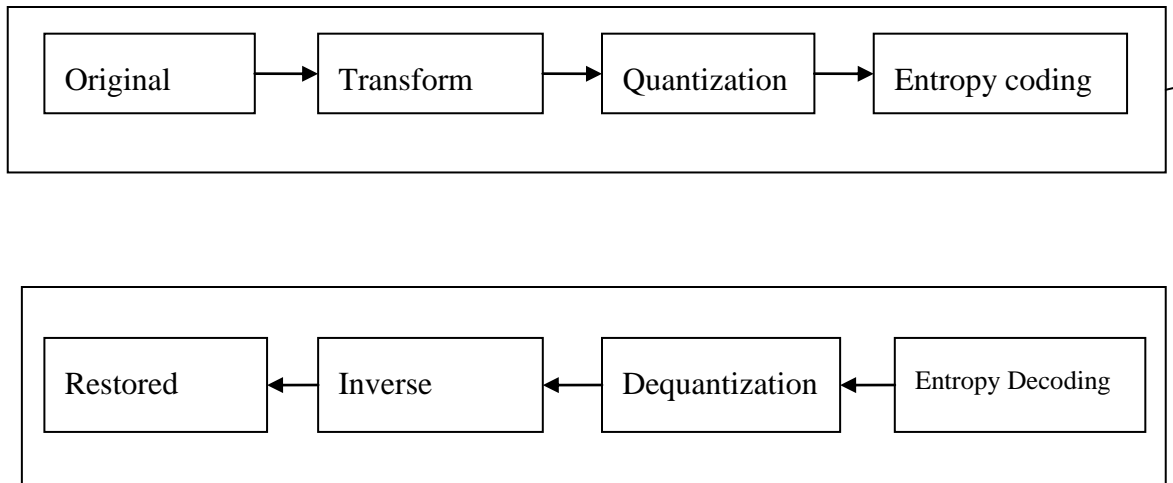 Original
Transform
Quantization
Entropy coding
Restored
Inverse
Dequantization
Entropy Decoding